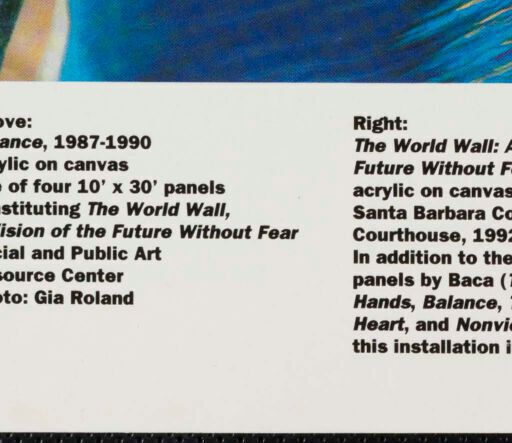 ove:
ance, 1987-1990
ylic on canvas
e of four 10' x 30' panels
stituting The World Wall,
ision of the Future Without Fear
cial and Public Art
source Center
oto: Gia Roland
Right:
The World Wall: A
Future Without Fe
acrylic on canvas
Santa Barbara Co
Courthouse, 1992
In addition to the
panels by Baca (T
Hands, Balance, T
Heart, and Nonvio
this installation i